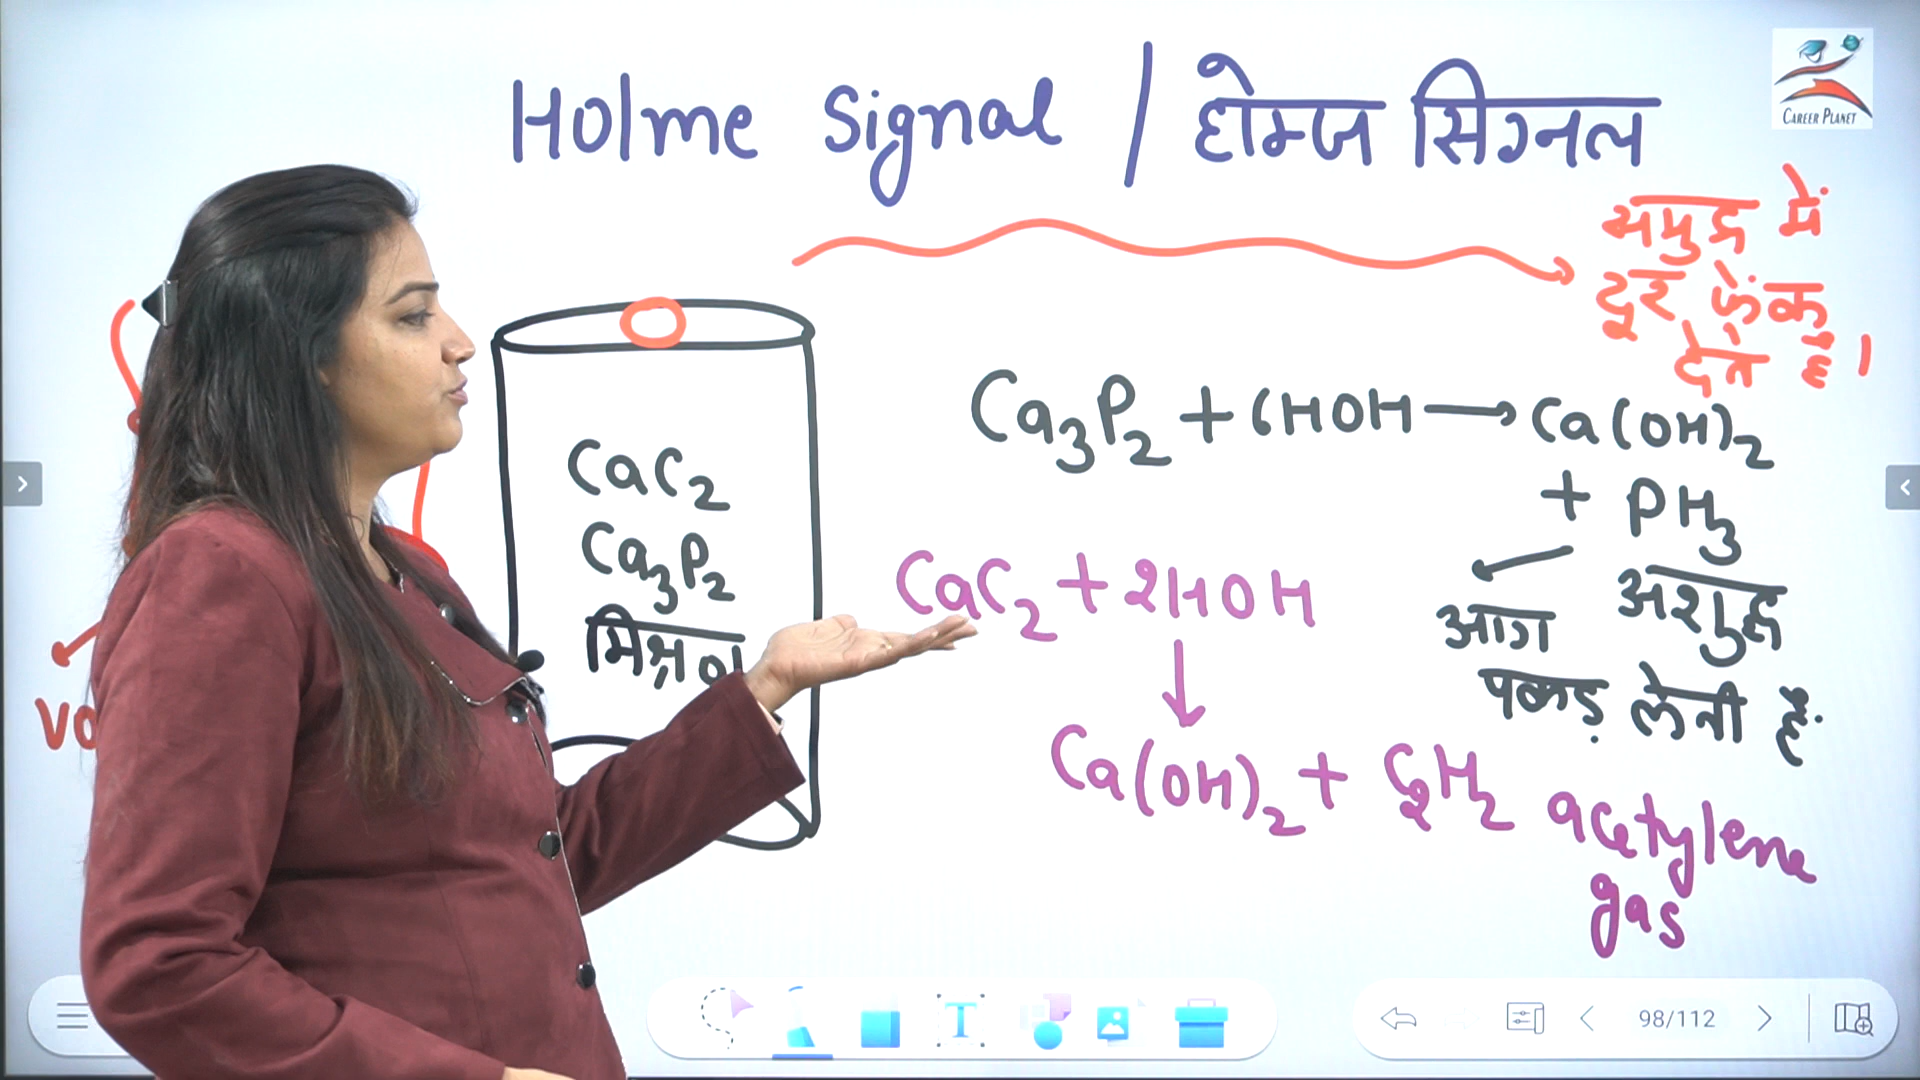 Holme Signal / होम्ज सिग्नल
CAREER PLANET
समुद्र में
दूर फेंक
देते हैं।
Ca₃P₂ + 6HOH → Ca(OH)₂
+ PH₃
अशुद्ध
आग
पकड़ लेती हैं
CaC₂
Ca₃P₂
मिश्रण
CaC₂ + 2HOH
↓
Ca(OH)₂ + C₂H₂ acetylene
gas
T
98/112